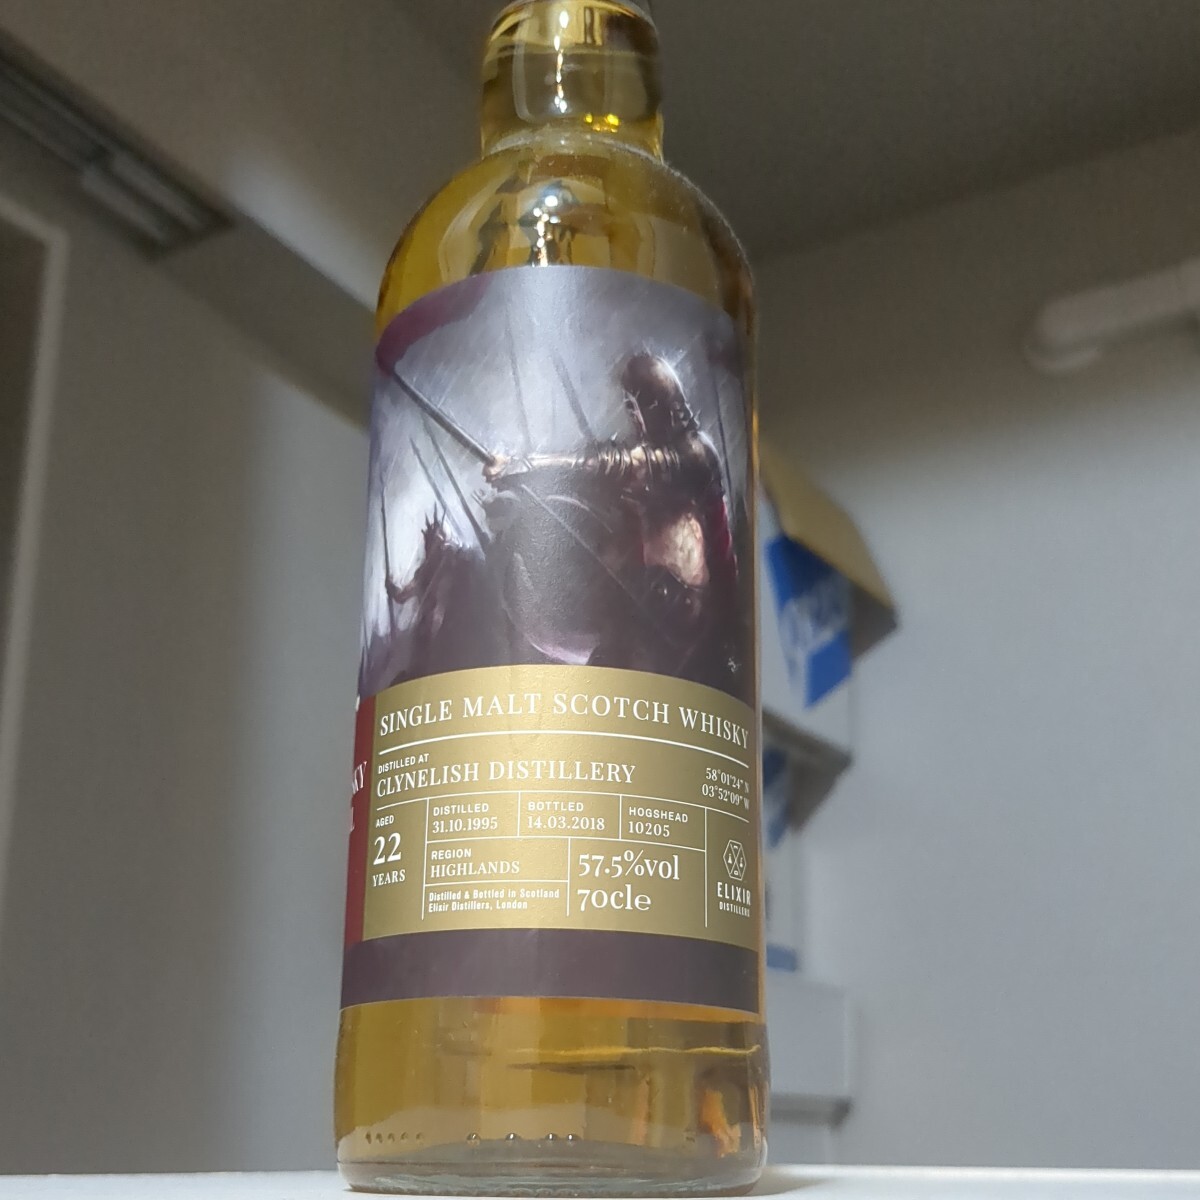 SINGLE MALT SCOTCH WHISKY
DISTILLED AT
CLYNELISH DISTILLERY
58°01'24" N
03°52'09" W
AGED
22
YEARS
DISTILLED
31.10.1995
BOTTLED
14.03.2018
HOGSHEAD
10205
REGION
HIGHLANDS
Distilled & Bottled in Scotland
Elixir Distillers, London
57.5%vol
70cle
ELIXIR
DISTILLERS